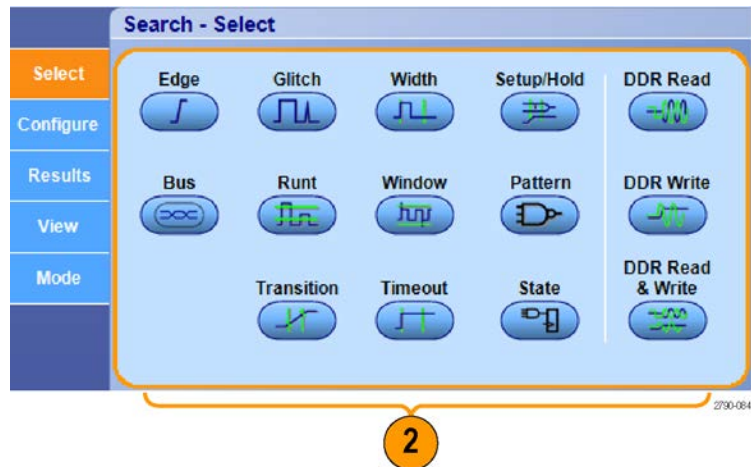 Search - Select
Select
Configure
Results
View
Mode
Edge
Glitch
Width
Setup/Hold
DDR Read
Bus
Runt
Window
Pattern
DDR Write
Transition
Timeout
State
DDR Read
& Write
2790-084
2